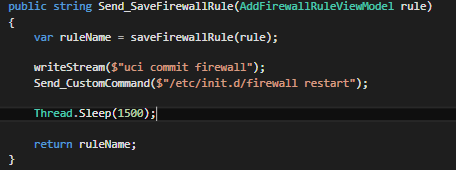 public string Send_SaveFirewallRule(AddFirewallRuleViewModel rule)
{
    var ruleName = saveFirewallRule(rule);
    writeStream($"uci commit firewall");
    Send_CustomCommand($"/etc/init.d/firewall restart");
    Thread.Sleep(1500);
    return ruleName;
}